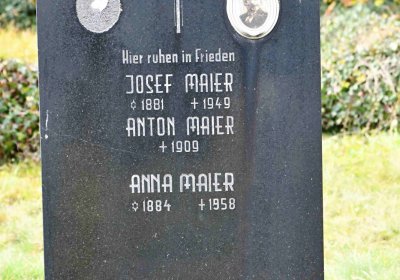 Hier ruhen in Frieden
JOSEF MAIER
☼ 1881 + 1949
ANTON MAIER
+ 1909
ANNA MAIER
☼ 1884 + 1958